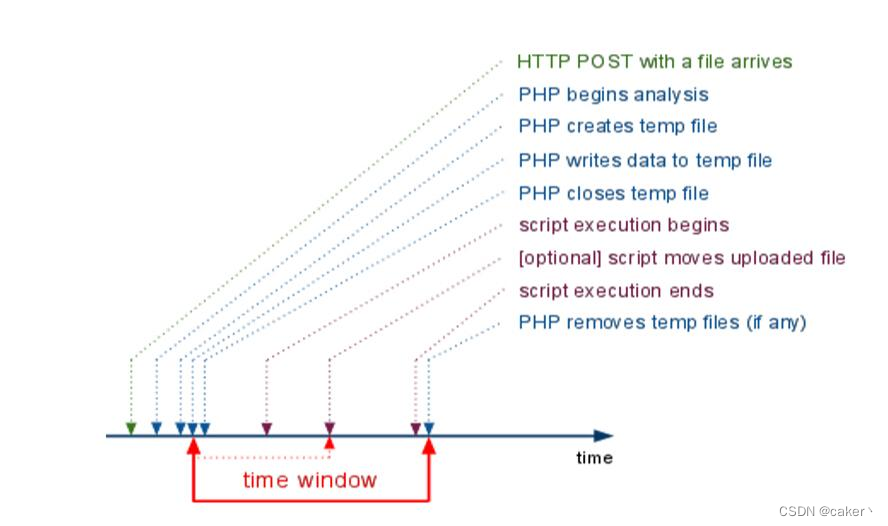 HTTP POST with a file arrives
PHP begins analysis
PHP creates temp file
PHP writes data to temp file
PHP closes temp file
script execution begins
[optional] script moves uploaded file
script execution ends
PHP removes temp files (if any)
time
time window
CSDN @caker丶